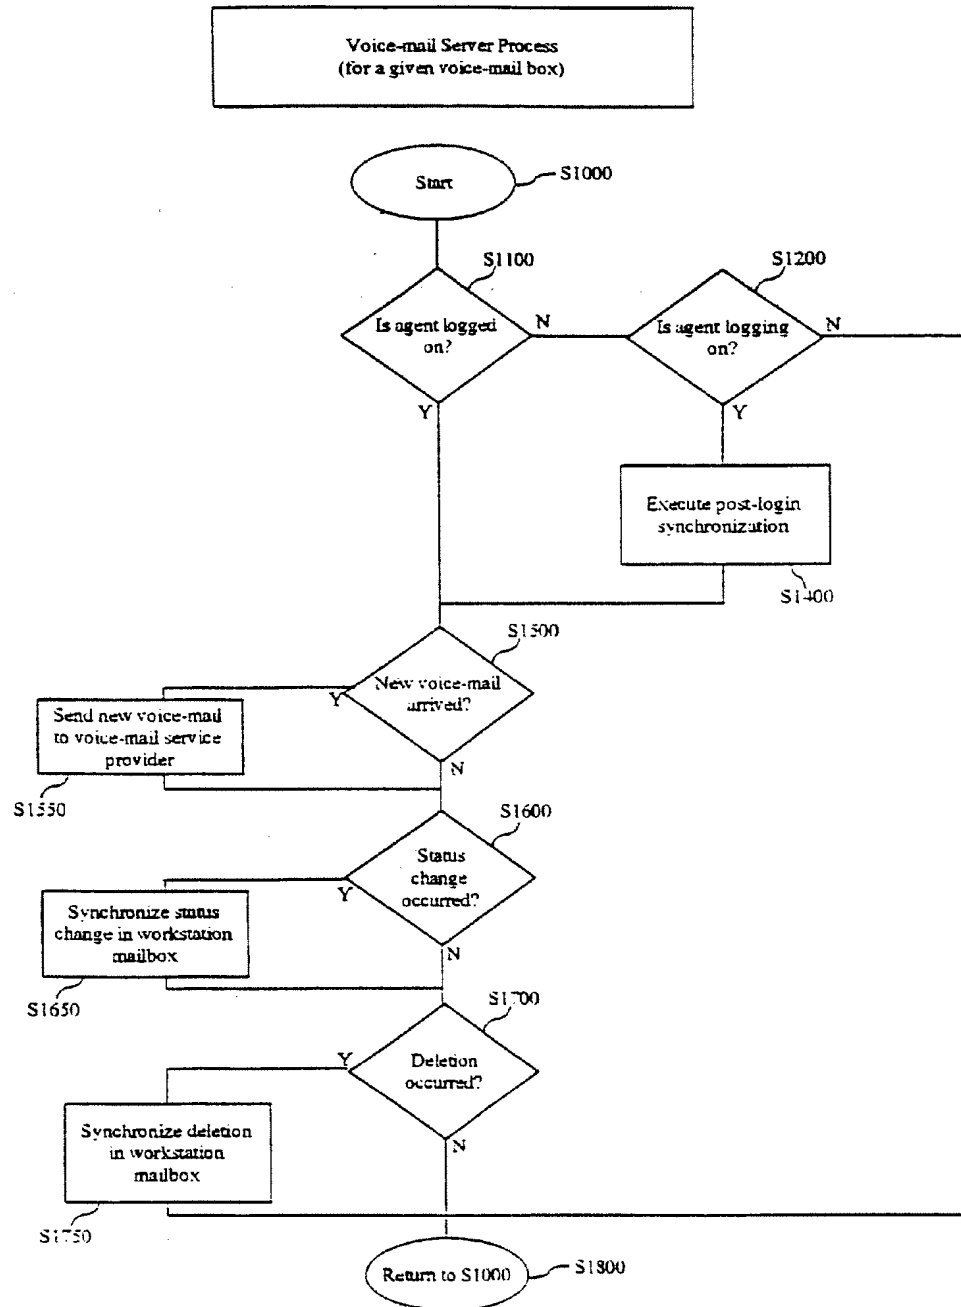 Voice-mail Server Process
(for a given voice-mail box)
Start
S1000
S1100
S1200
Is agent logged
on?
N
Is agent logging
on?
N
Y
Y
Execute post-login
synchronization
S1400
S1500
New voice-mail
arrived?
Y
Send new voice-mail
to voice-mail service
provider
N
S1550
S1600
Status
change
occurred?
Y
Synchronize status
change in workstation
mailbox
N
S1650
S1700
Y
Deletion
occurred?
Synchronize deletion
in workstation
mailbox
N
S1750
Return to S1000
S1800